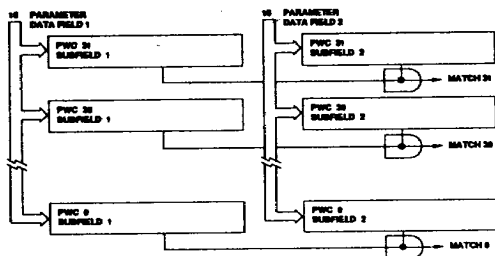 16 PARAMETER
DATA FIELD 1
16 PARAMETER
DATA FIELD 2
PWC 31
SUBFIELD 1
PWC 31
SUBFIELD 2
MATCH 31
PWC 30
SUBFIELD 1
PWC 30
SUBFIELD 2
MATCH 30
PWC 0
SUBFIELD 1
PWC 0
SUBFIELD 2
MATCH 0